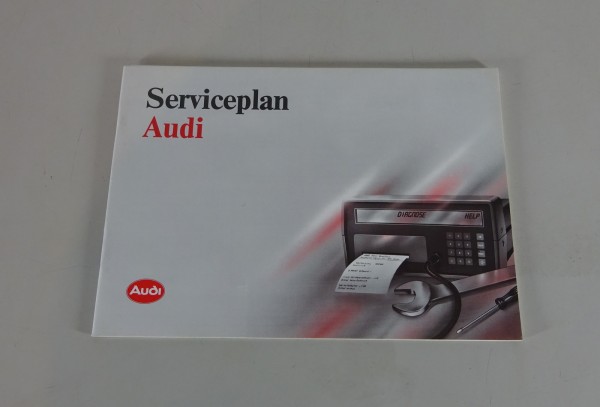 Serviceplan
Audi
DIAGNOSE HELP
Audi